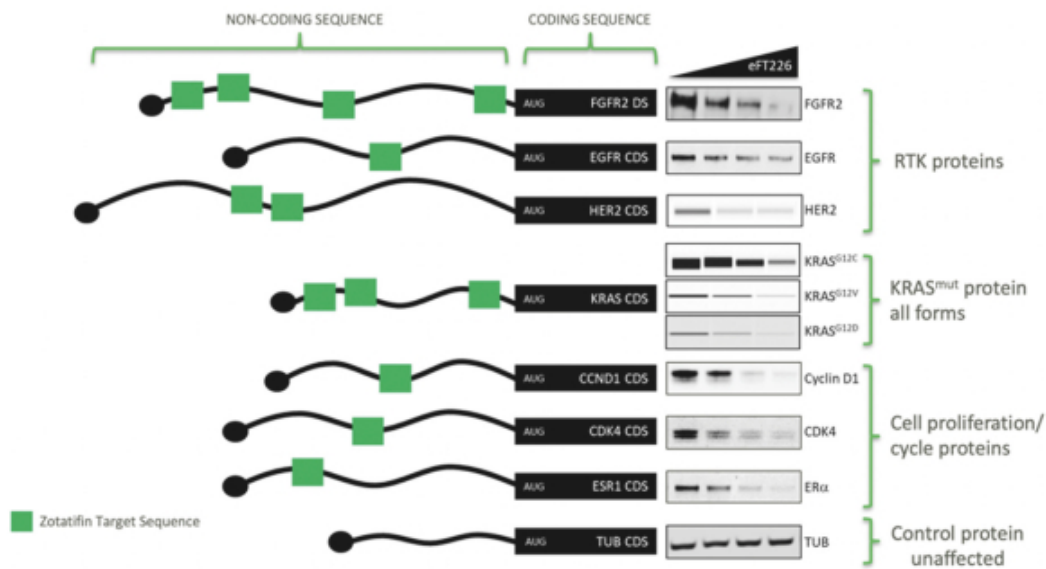 NON-CODING SEQUENCE
CODING SEQUENCE
eFT226
AUG FGFR2 DS
FGFR2
AUG EGFR CDS
EGFR
RTK proteins
AUG HER2 CDS
HER2
KRASG12C
AUG KRAS CDS
KRASG12V
KRASmut protein
all forms
KRASG12D
AUG CCND1 CDS
Cyclin D1
AUG CDK4 CDS
CDK4
Cell proliferation/
cycle proteins
AUG ESR1 CDS
ERα
Zotatifin Target Sequence
AUG TUB CDS
TUB
Control protein
unaffected